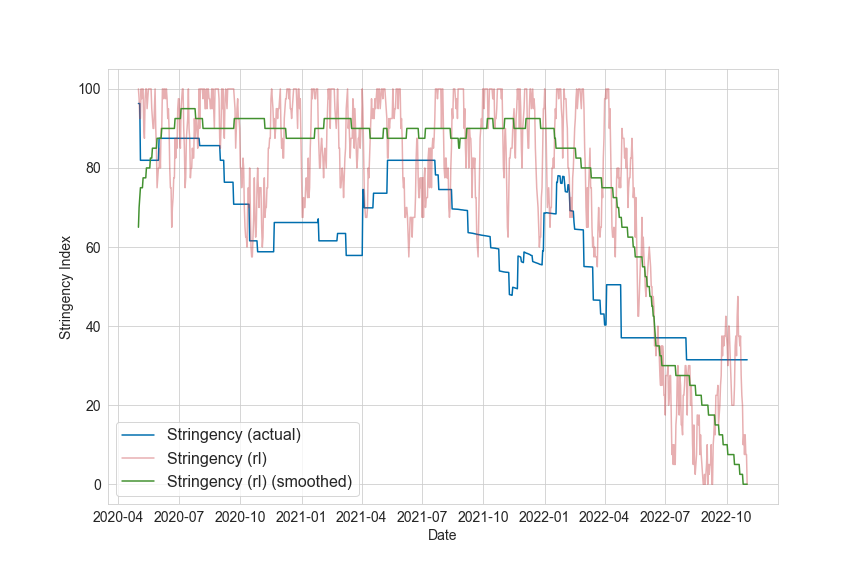 100
80
60
40
20
0
Stringency Index
Stringency (actual)
Stringency (rl)
Stringency (rl) (smoothed)
2020-04 2020-07 2020-10 2021-01 2021-04 2021-07 2021-10 2022-01 2022-04 2022-07 2022-10
Date